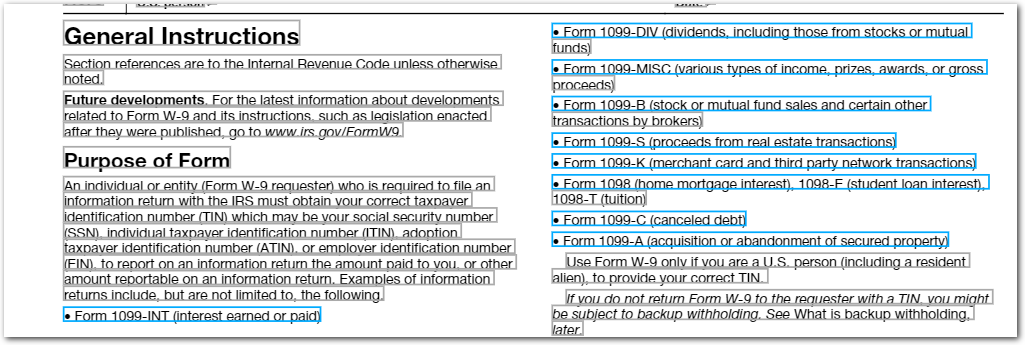 General Instructions
Section references are to the Internal Revenue Code unless otherwise
noted.
Future developments. For the latest information about developments
related to Form W-9 and its instructions, such as legislation enacted
after they were published, go to www.irs.gov/FormW9.
Purpose of Form
An individual or entity (Form W-9 requester) who is required to file an
information return with the IRS must obtain your correct taxpayer
identification number (TIN) which may be your social security number
(SSN), individual taxpayer identification number (ITIN), adoption
taxpayer identification number (ATIN), or employer identification number
(EIN), to report on an information return the amount paid to you, or other
amount reportable on an information return. Examples of information
returns include, but are not limited to, the following.
• Form 1099-INT (interest earned or paid)
• Form 1099-DIV (dividends, including those from stocks or mutual
funds)
• Form 1099-MISC (various types of income, prizes, awards, or gross
proceeds)
• Form 1099-B (stock or mutual fund sales and certain other
transactions by brokers)
• Form 1099-S (proceeds from real estate transactions)
• Form 1099-K (merchant card and third party network transactions)
• Form 1098 (home mortgage interest), 1098-E (student loan interest),
1098-T (tuition)
• Form 1099-C (canceled debt)
• Form 1099-A (acquisition or abandonment of secured property)
Use Form W-9 only if you are a U.S. person (including a resident
alien), to provide your correct TIN.
If you do not return Form W-9 to the requester with a TIN, you might
be subject to backup withholding. See What is backup withholding,
later.